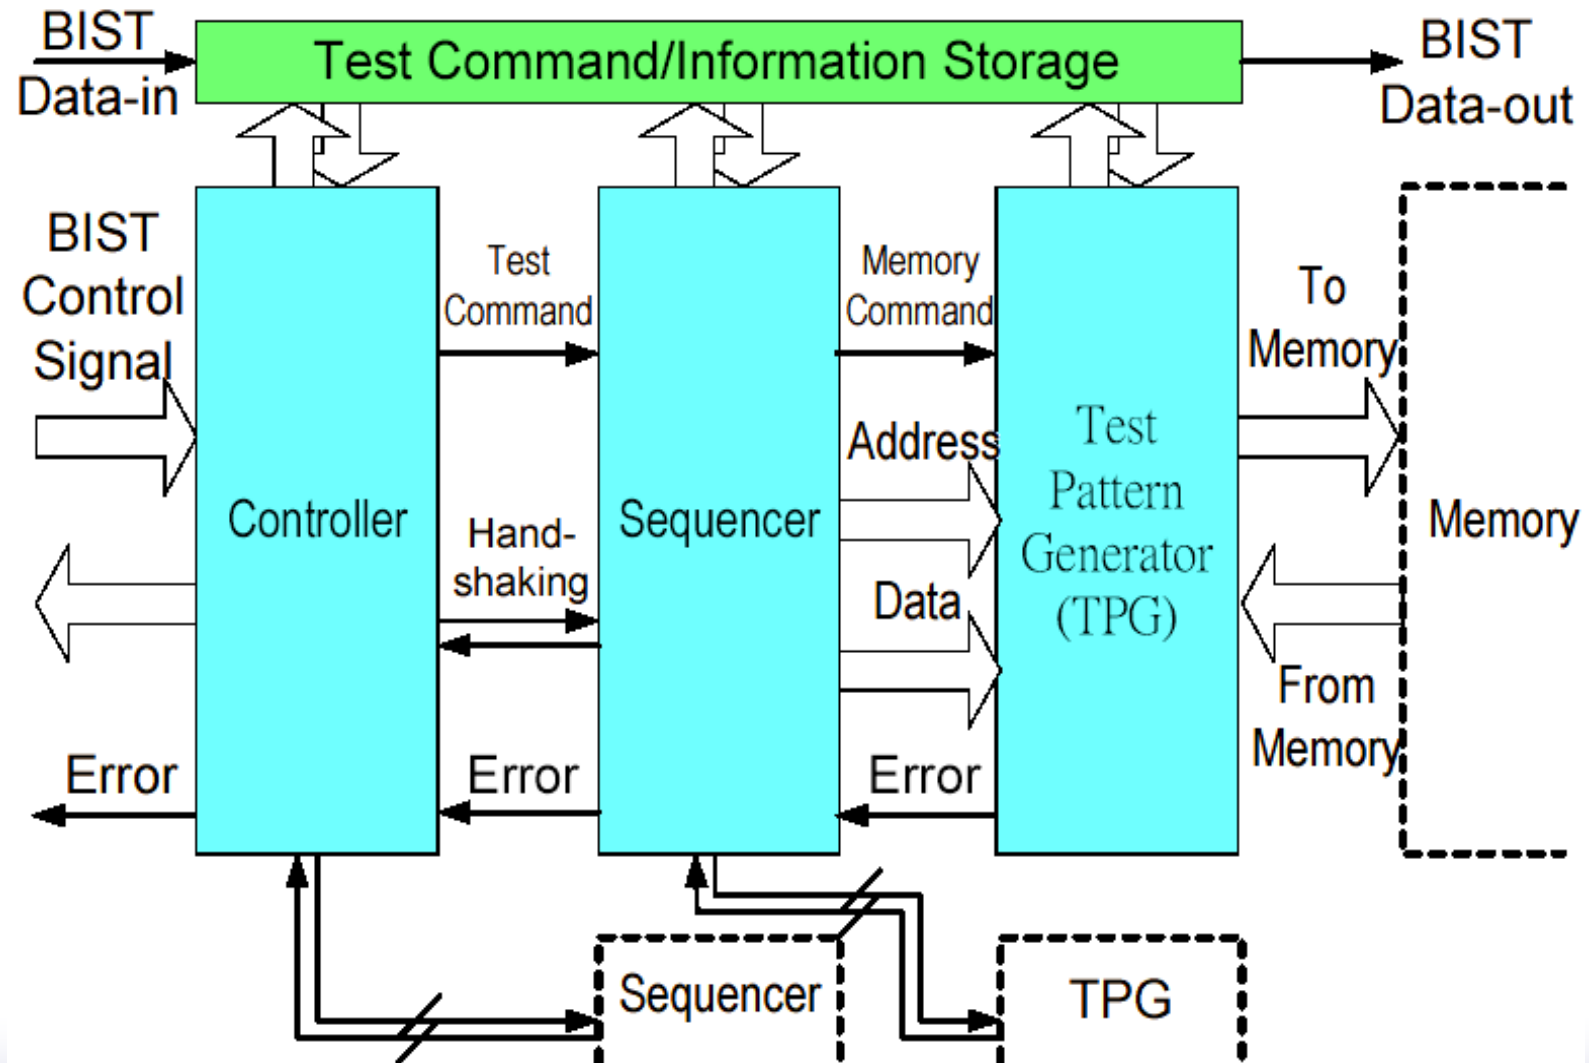 BIST
Data-in
Test Command/Information Storage
BIST
Data-out
BIST
Control
Signal
Test
Command
Memory
Command
To
Memory
Address
Test
Pattern
Generator
(TPG)
Controller
Hand-
shaking
Sequencer
Data
Memory
From
Memory
Error
Error
Error
Sequencer
TPG